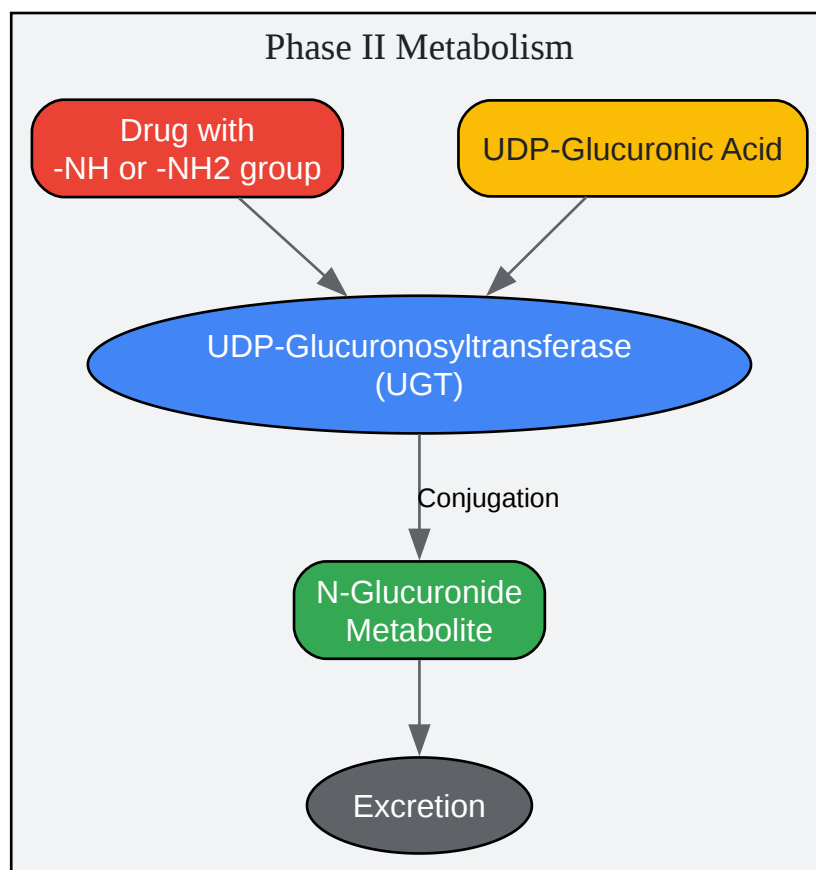 Phase II Metabolism
Drug with
-NH or -NH2 group
UDP-Glucuronic Acid
UDP-Glucuronosyltransferase
(UGT)
Conjugation
N-Glucuronide
Metabolite
Excretion